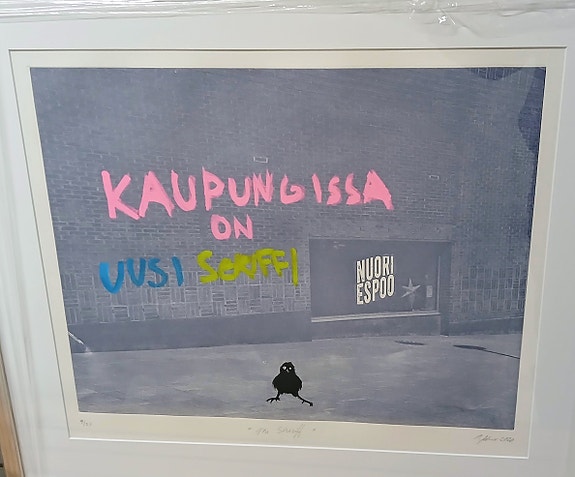 KAUPUNGISSA
ON
UUSI SCRIFFI
NUORI
ESPOO